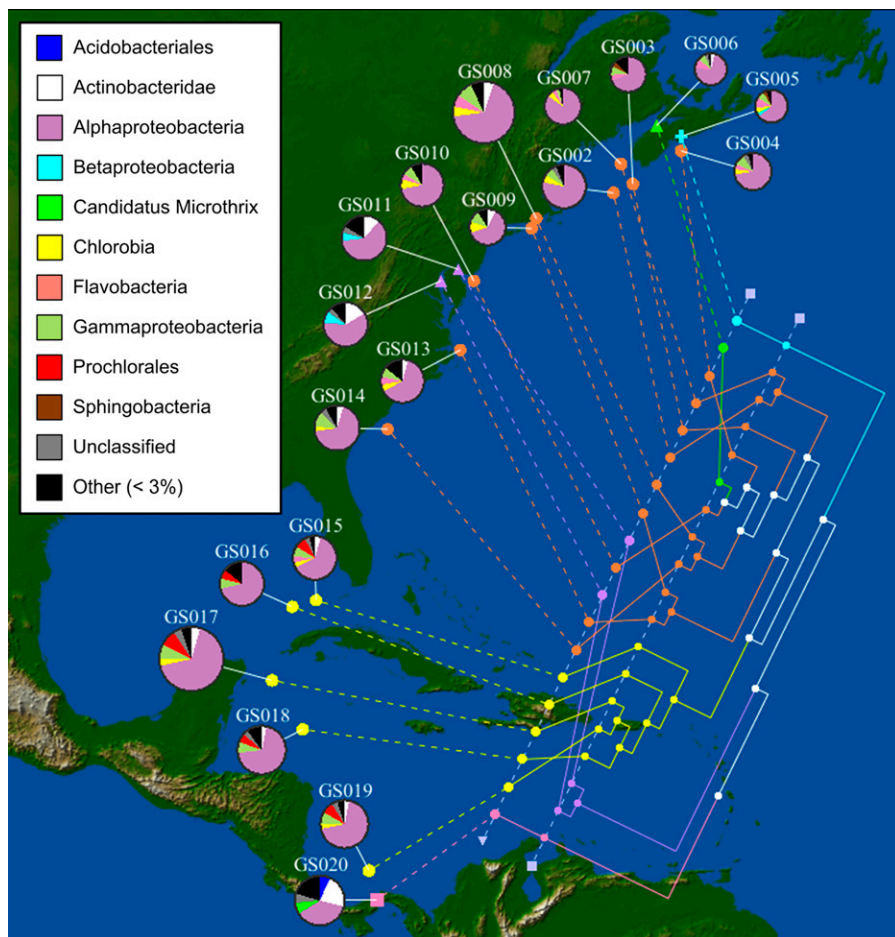 Acidobacteriales
Actinobacteridae
Alphaproteobacteria
Betaproteobacteria
Candidatus Microthrix
Chlorobia
Flavobacteria
Gammaproteobacteria
Prochlorales
Sphingobacteria
Unclassified
Other (< 3%)
GS003
GS006
GS008
GS007
GS005
GS010
GS002
GS004
GS009
GS011
GS012
GS013
GS014
GS015
GS016
GS017
GS018
GS019
GS020